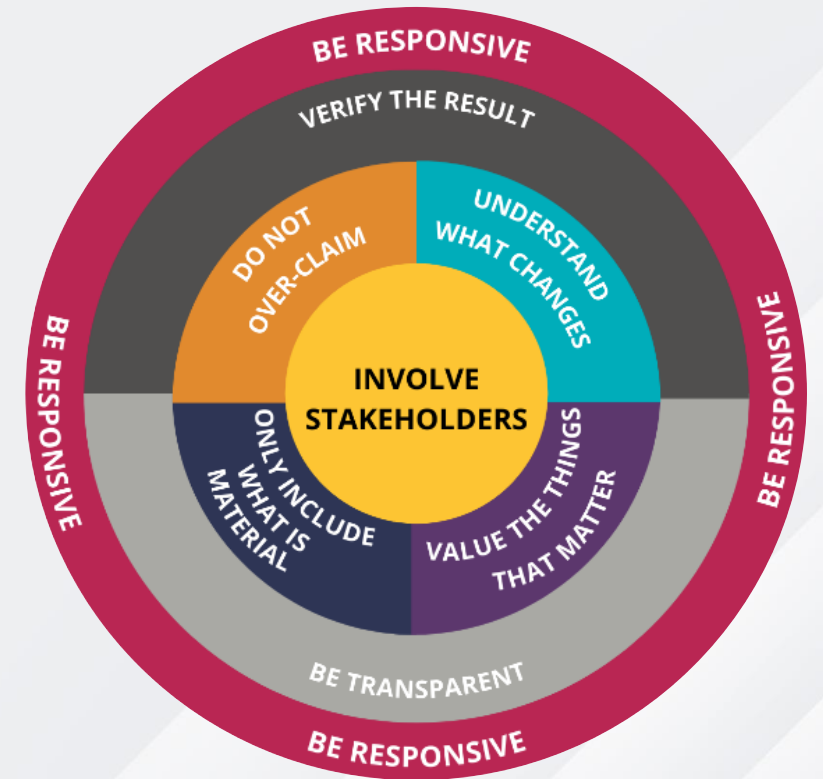 BE RESPONSIVE
VERIFY THE RESULT
DO NOT
OVER-CLAIM
UNDERSTAND
WHAT CHANGES
BE RESPONSIVE
INVOLVE
STAKEHOLDERS
BE RESPONSIVE
ONLY INCLUDE
WHAT IS
MATERIAL
VALUE THE THINGS
THAT MATTER
BE TRANSPARENT
BE RESPONSIVE